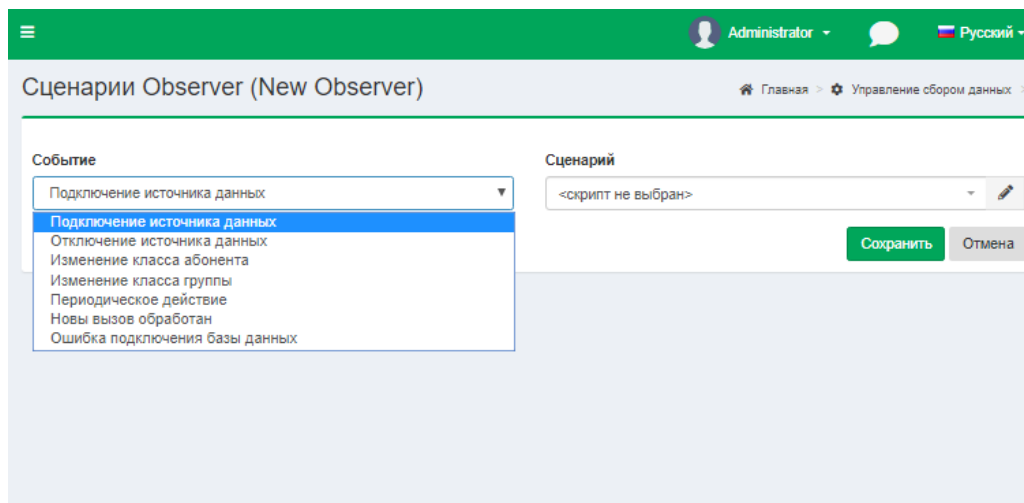 Administrator
Русский
Сценарии Observer (New Observer)
Главная > Управление сбором данных >
Событие
Сценарий
Подключение источника данных
<скрипт не выбран>
Подключение источника данных
Отключение источника данных
Изменение класса абонента
Изменение класса группы
Периодическое действие
Новы вызов обработан
Ошибка подключения базы данных
Сохранить
Отмена